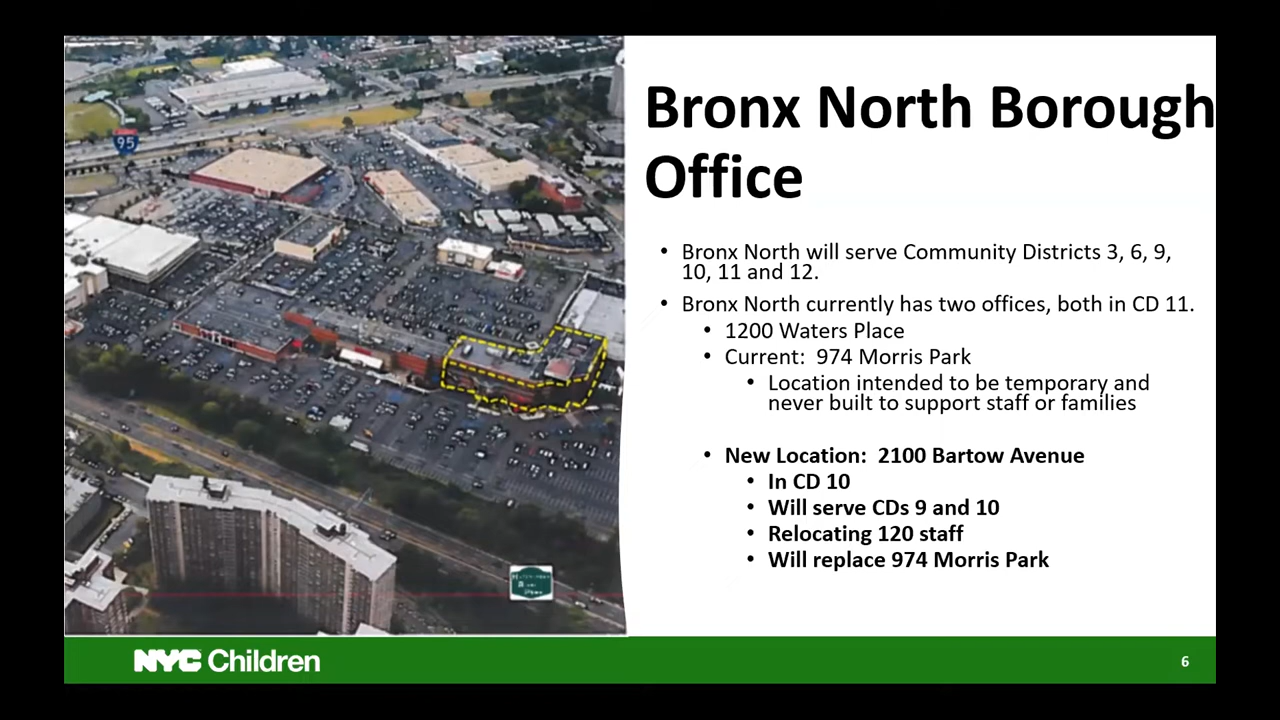 95
Bronx North Borough
Office
• Bronx North will serve Community Districts 3, 6, 9,
10, 11 and 12.
• Bronx North currently has two offices, both in CD 11.
• 1200 Waters Place
• Current: 974 Morris Park
• Location intended to be temporary and
never built to support staff or families
• New Location: 2100 Bartow Avenue
• In CD 10
• Will serve CDs 9 and 10
• Relocating 120 staff
• Will replace 974 Morris Park
NYC Children
6